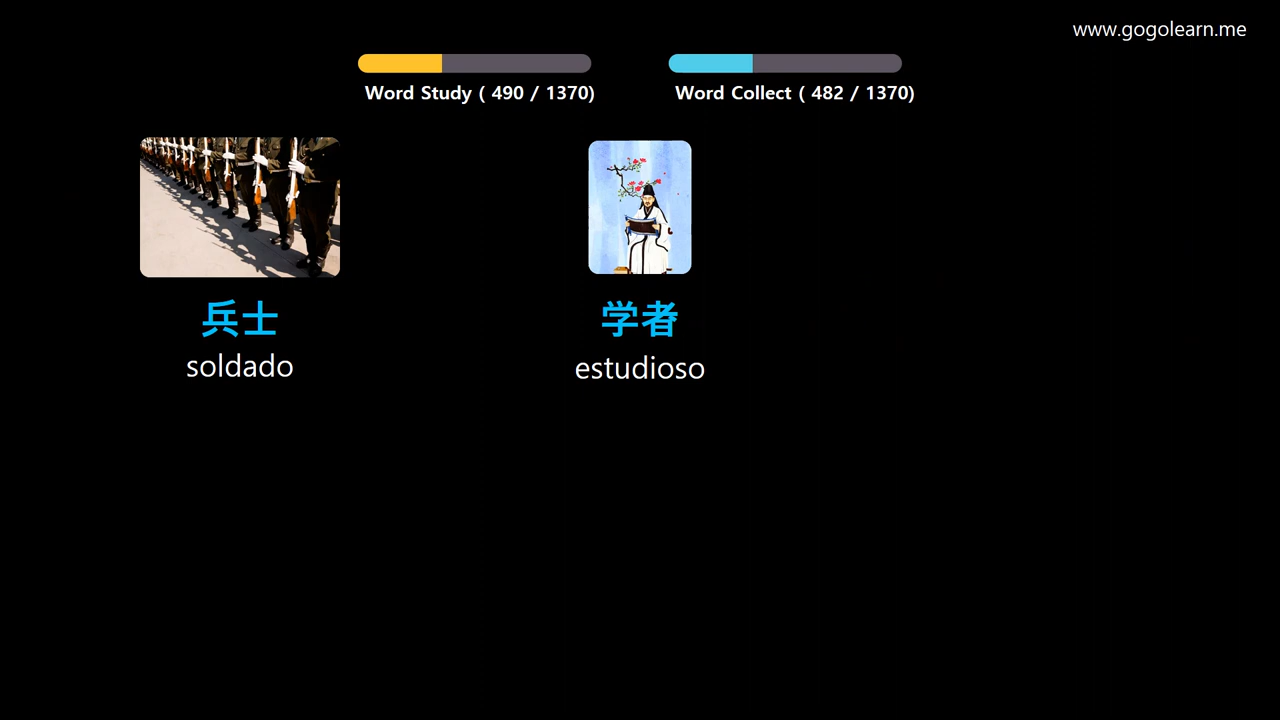 www.gogolearn.me
Word Study ( 490 / 1370)
Word Collect ( 482 / 1370)
兵士
soldado
学者
estudioso